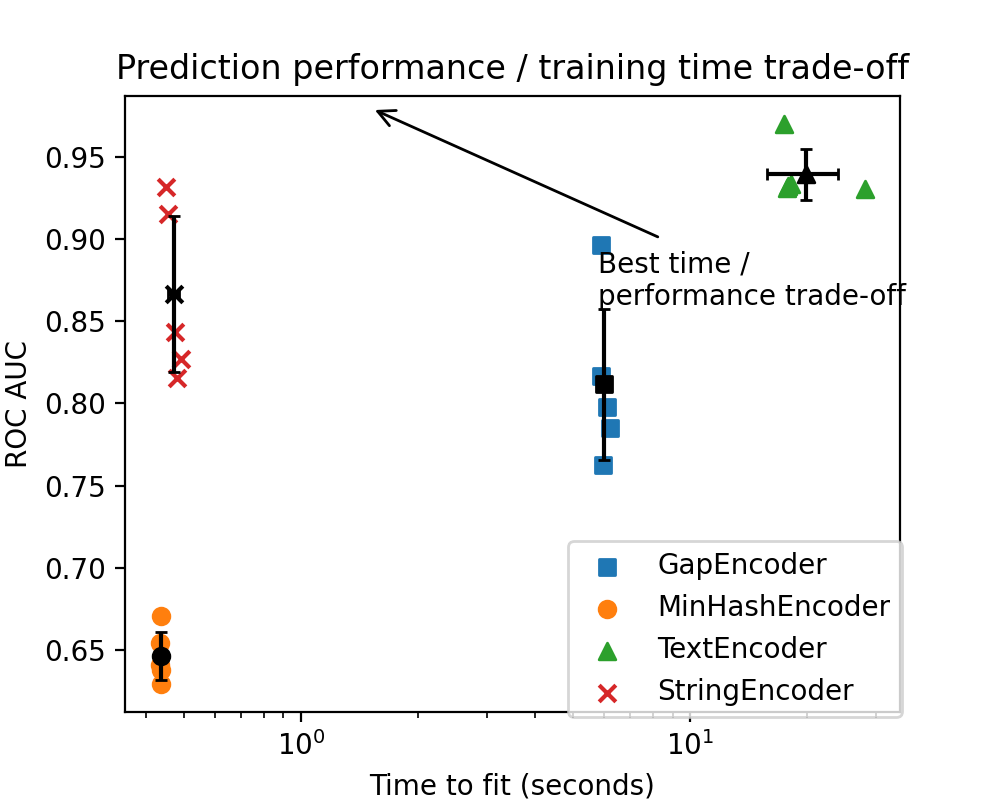 Prediction performance / training time trade-off
ROC AUC
0.95
0.90
0.85
0.80
0.75
0.70
0.65
Best time /
performance trade-off
GapEncoder
MinHashEncoder
TextEncoder
StringEncoder
10⁰
10¹
Time to fit (seconds)